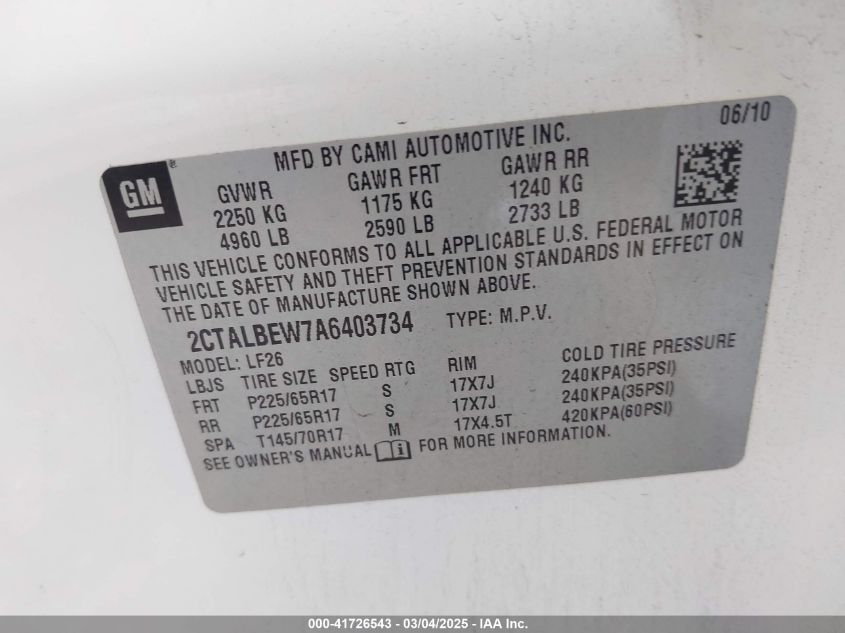 06/10
MFD BY CAMI AUTOMOTIVE INC.
GM®
GVWR GAWR FRT GAWR RR
2250 KG 1175 KG 1240 KG
4960 LB 2590 LB 2733 LB
THIS VEHICLE CONFORMS TO ALL APPLICABLE U.S. FEDERAL MOTOR
VEHICLE SAFETY AND THEFT PREVENTION STANDARDS IN EFFECT ON
THE DATE OF MANUFACTURE SHOWN ABOVE.
2CTALBEW7A6403734 TYPE: M.P.V.
MODEL: LF26
LBJS TIRE SIZE SPEED RTG RIM COLD TIRE PRESSURE
FRT P225/65R17 S 17X7J 240KPA(35PSI)
RR P225/65R17 S 17X7J 240KPA(35PSI)
SPA T145/70R17 M 17X4.5T 420KPA(60PSI)
SEE OWNER'S MANUAL FOR MORE INFORMATION.
000-41726543 - 03/04/2025 - IAA Inc.